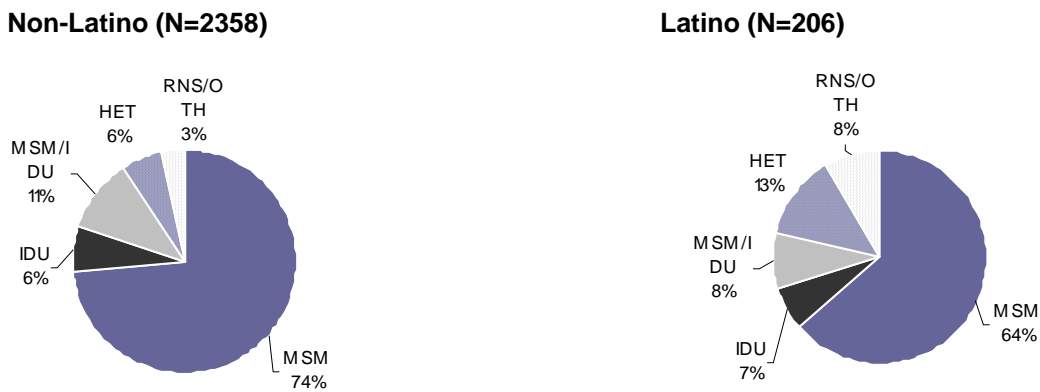 Non-Latino (N=2358)
RNS/O
TH
3%
HET
6%
MSM/I
DU
11%
IDU
6%
MSM
74%
Latino (N=206)
RNS/O
TH
8%
HET
13%
MSM/I
DU
8%
IDU
7%
MSM
64%